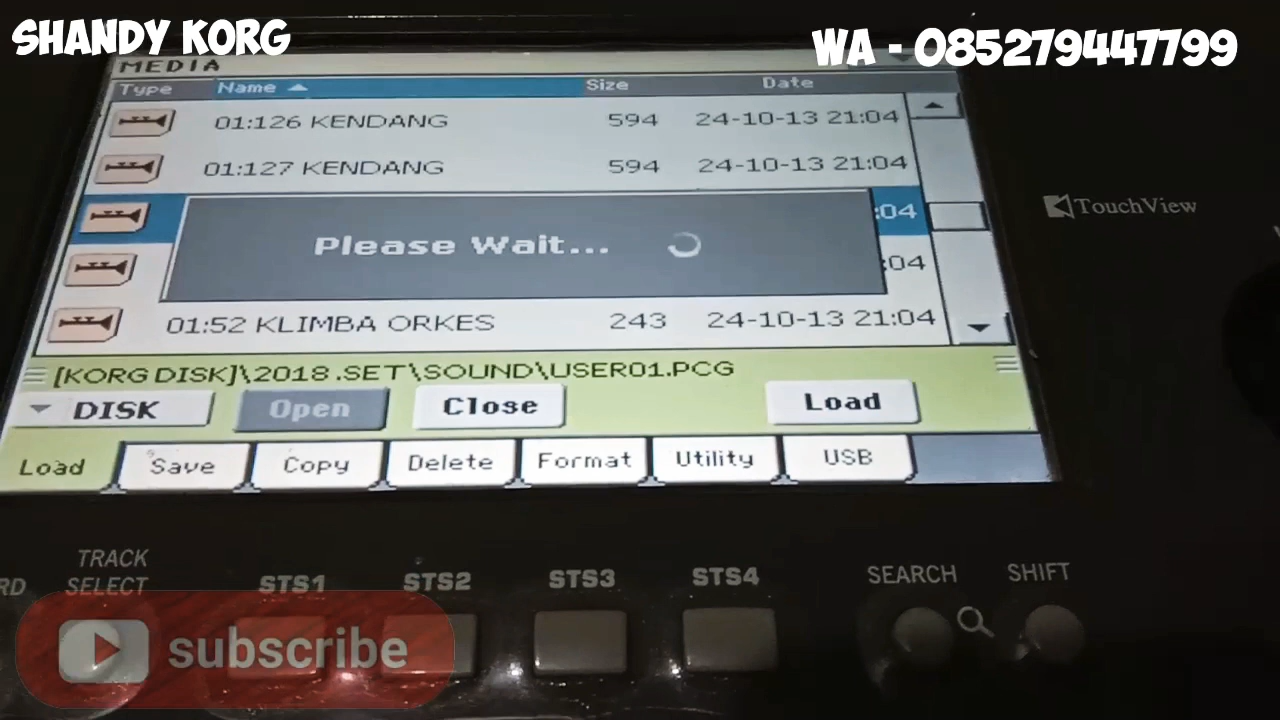 SHANDY KORG
WA - 085279447799
MEDIA
Type Name Size Date
01:126 KENDANG 594 24-10-13 21:04
01:127 KENDANG 594 24-10-13 21:04
:04
Please Wait...
:04
01:52 KLIMBA ORKES 243 24-10-13 21:04
[KORG DISK]\2018 .SET\SOUND\USER01.PCG
DISK Open Close Load
Load Save Copy Delete Format Utility USB
TouchView
TRACK
SELECT
RD
STS1 STS2 STS3 STS4
SEARCH SHIFT
subscribe